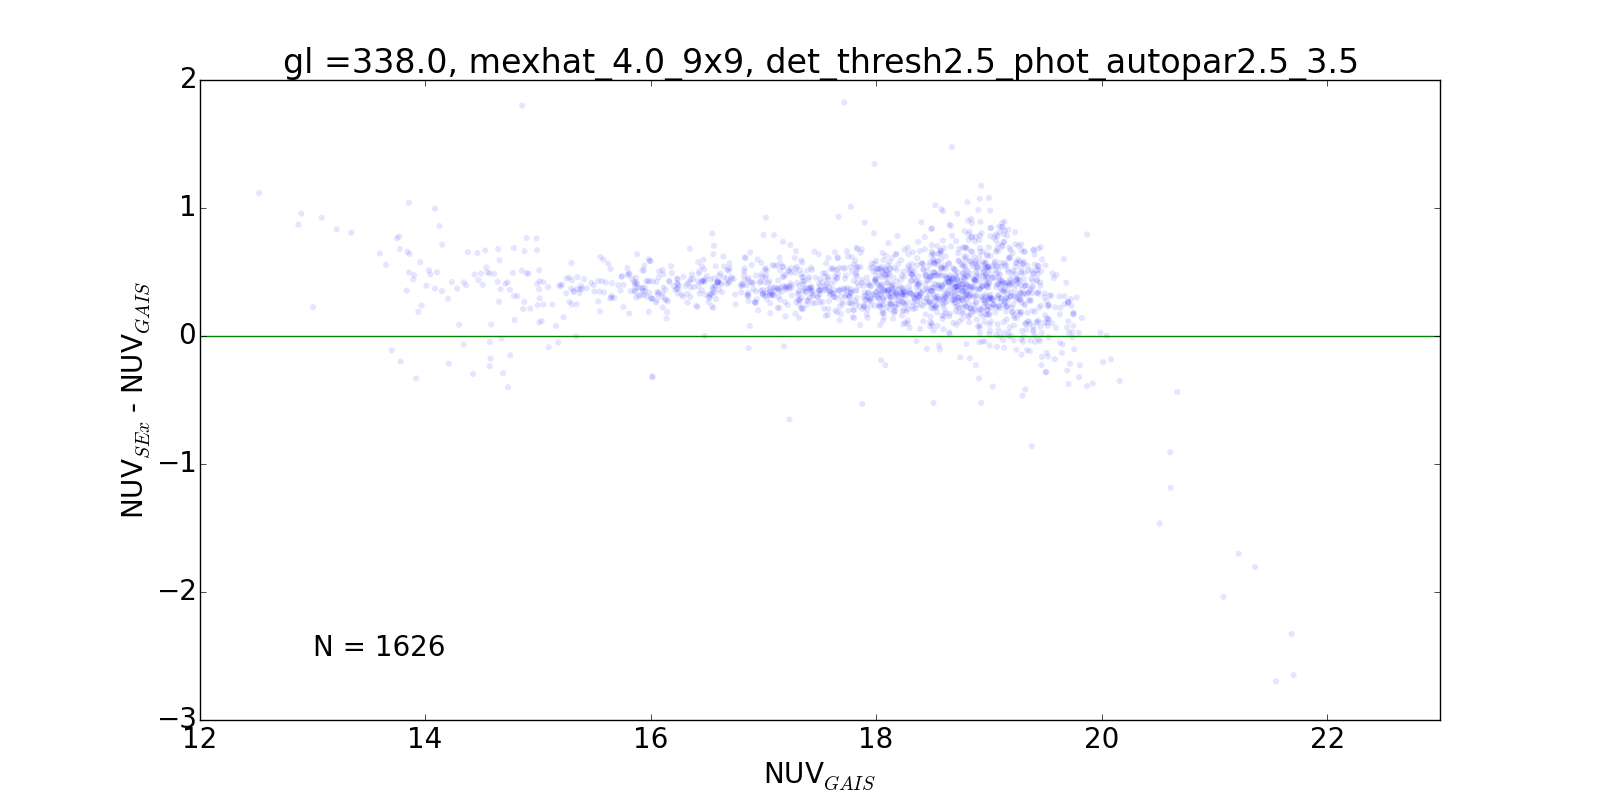 gl =338.0, mexhat_4.0_9x9, det_thresh2.5_phot_autopar2.5_3.5
2
1
0
−1
−2
−3
NUV_SEx - NUV_GAIS
N = 1626
12 14 16 18 20 22
NUV_GAIS